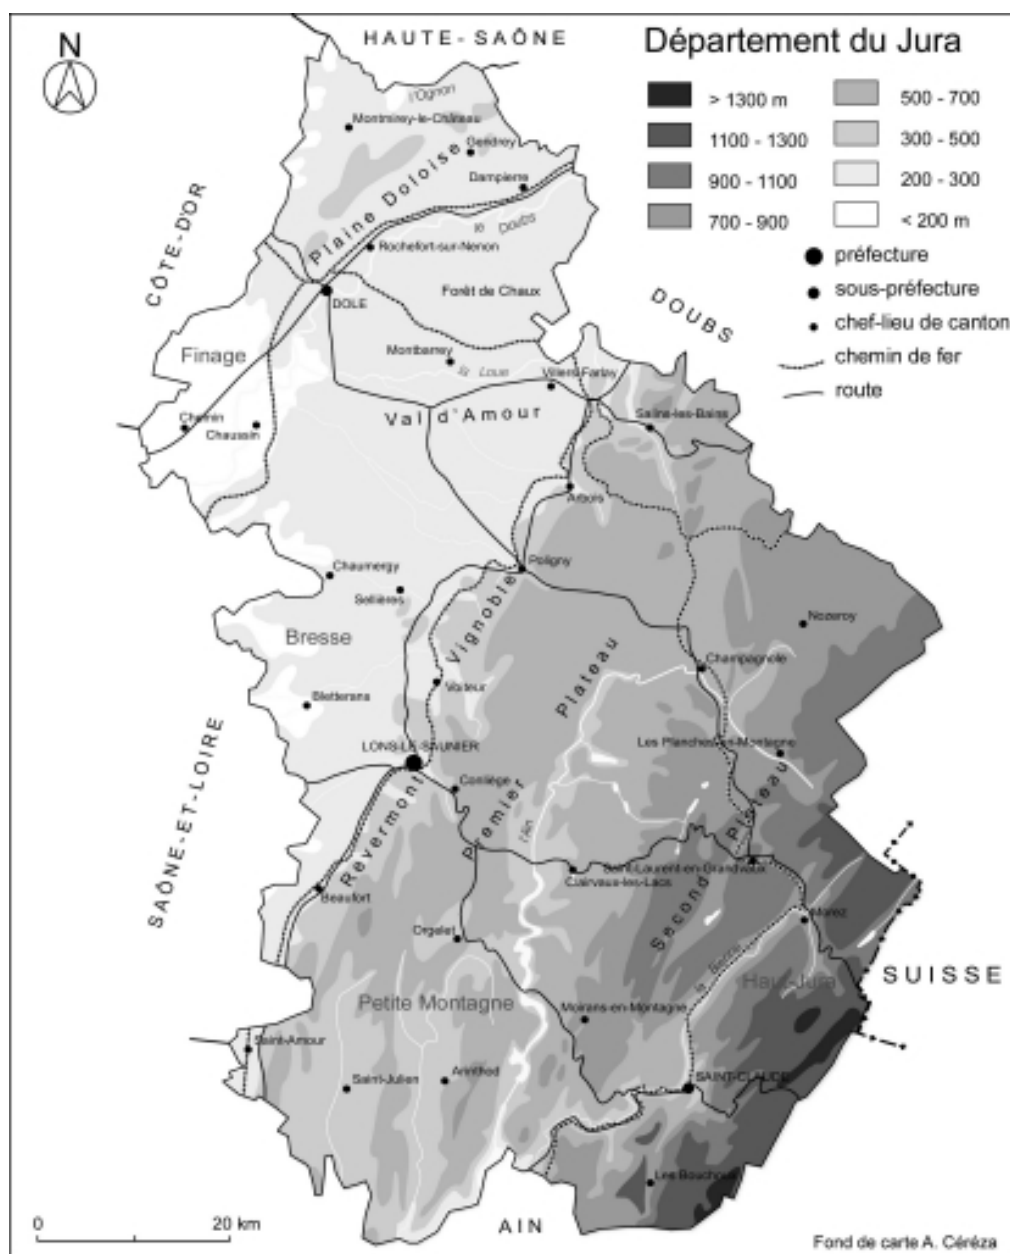 N
HAUTE-SAÔNE
Département du Jura
> 1300 m
500 - 700
1100 - 1300
300 - 500
900 - 1100
200 - 300
700 - 900
< 200 m
préfecture
sous-préfecture
chef-lieu de canton
chemin de fer
route
l'Ognon
Montmirey-le-Château
Gendrey
Dampierre
Plaine Doloise
le Doubs
CÔTE-D'OR
Rochefort-sur-Nenon
Forêt de Chaux
DOLE
DOUBS
Finage
Montbarrey
la Loue
Villers-Farlay
Val d'Amour
Chemin
Chaussin
Salins-les-Bains
Arbois
Poligny
Chaumergy
Sellières
Vignoble
Bresse
Nozeroy
Champagnole
Plateau
Voiteur
Bletterans
LONS-LE-SAUNIER
Les Planches-en-Montagne
Conliège
Plateau
Premier
l'Ain
Revermont
SAÔNE-ET-LOIRE
Saint-Laurent-en-Grandvaux
Clairvaux-les-Lacs
Beaufort
Second
Morez
Orgelet
la Bienne
Haut-Jura
SUISSE
Petite Montagne
Moirans-en-Montagne
Saint-Amour
Saint-Julien
Arinthod
SAINT-CLAUDE
Les Bouchoux
0
20 km
AIN
Fond de carte A. Céréza